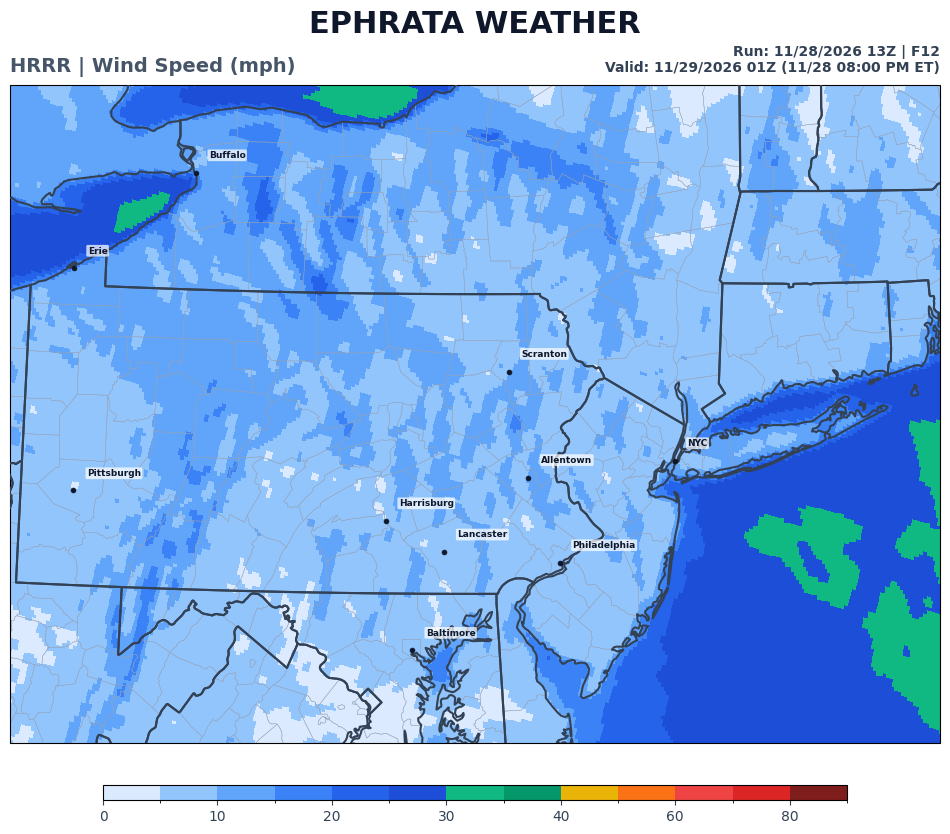 EPHRATA WEATHER
HRRR | Wind Speed (mph)
Run: 11/28/2026 13Z | F12
Valid: 11/29/2026 01Z (11/28 08:00 PM ET)
Buffalo
Erie
Scranton
NYC
Allentown
Pittsburgh
Harrisburg
Lancaster
Philadelphia
Baltimore
0 10 20 30 40 50 60 70 80